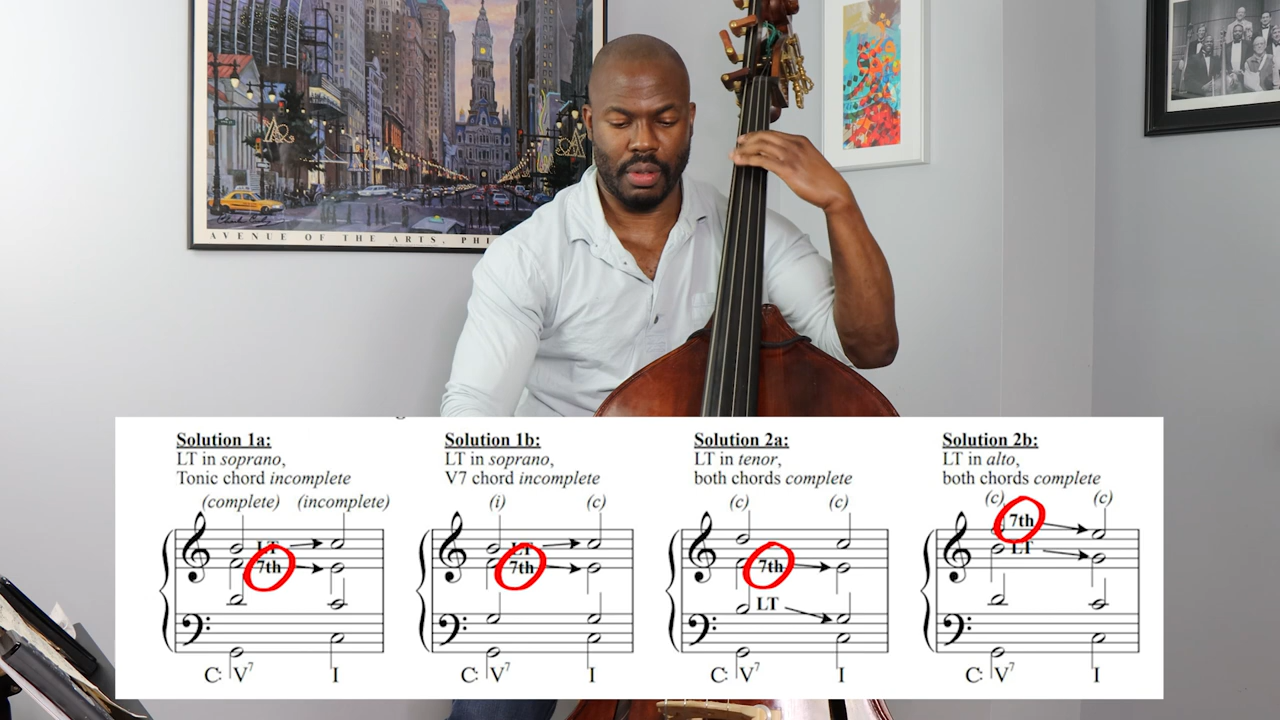 AVENUE OF THE ARTS, PHI
Solution 1a:
LT in soprano,
Tonic chord incomplete
(complete) (incomplete)
LT
7th
C: V7 I
Solution 1b:
LT in soprano,
V7 chord incomplete
(i) (c)
LT
7th
C: V7 I
Solution 2a:
LT in tenor,
both chords complete
(c) (c)
7th
LT
C: V7 I
Solution 2b:
LT in alto,
both chords complete
(c) (c)
7th
LT
C: V7 I